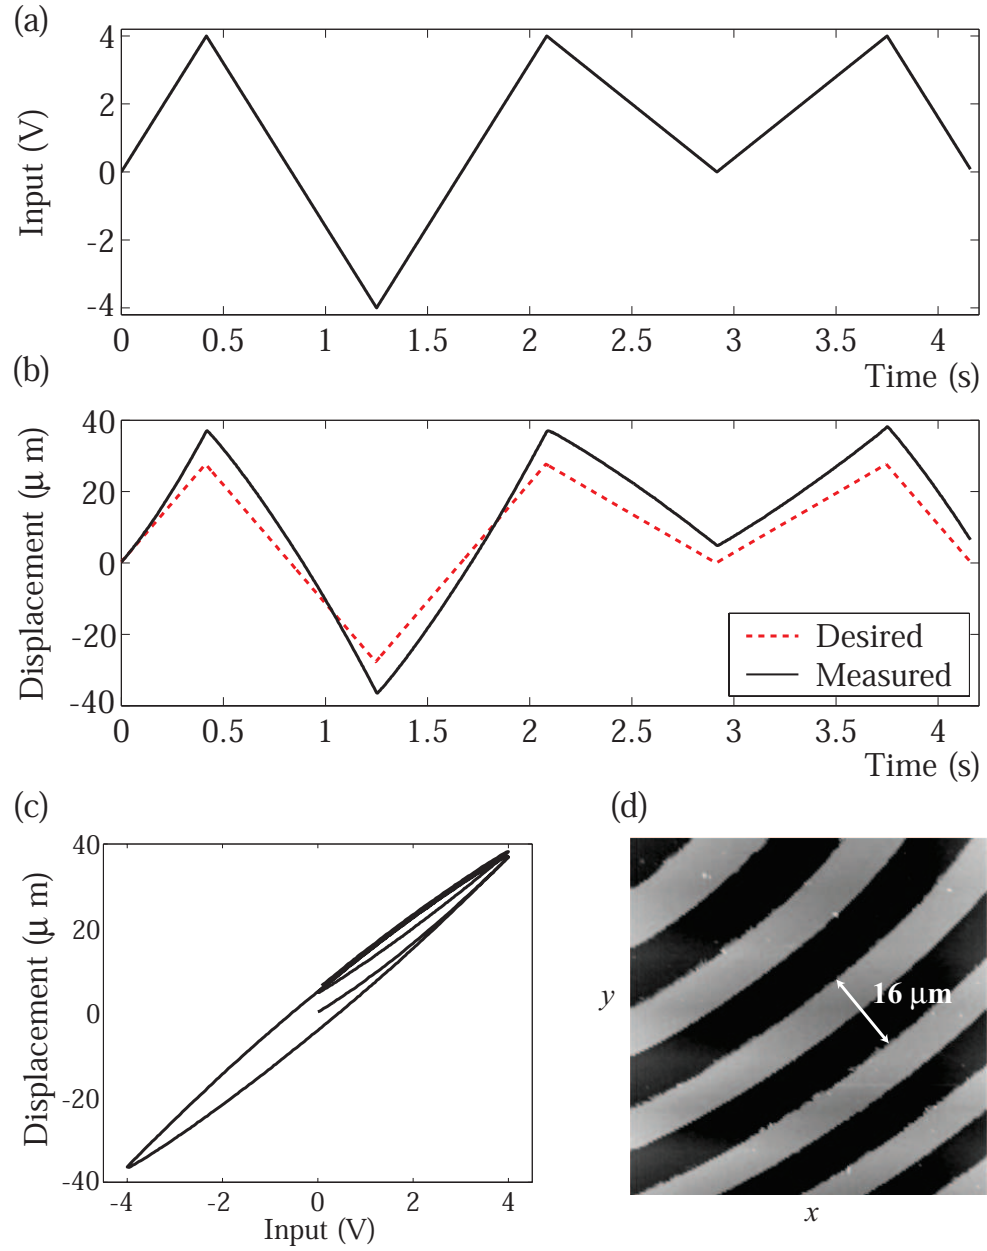 (a)
Input (V)
4
2
0
-2
-4
0 0.5 1 1.5 2 2.5 3 3.5 4
Time (s)
(b)
Displacement (μ m)
40
20
0
-20
-40
Desired
Measured
0 0.5 1 1.5 2 2.5 3 3.5 4
Time (s)
(c)
Displacement (μ m)
40
20
0
-20
-40
-4 -2 0 2 4
Input (V)
(d)
y
16 μm
x